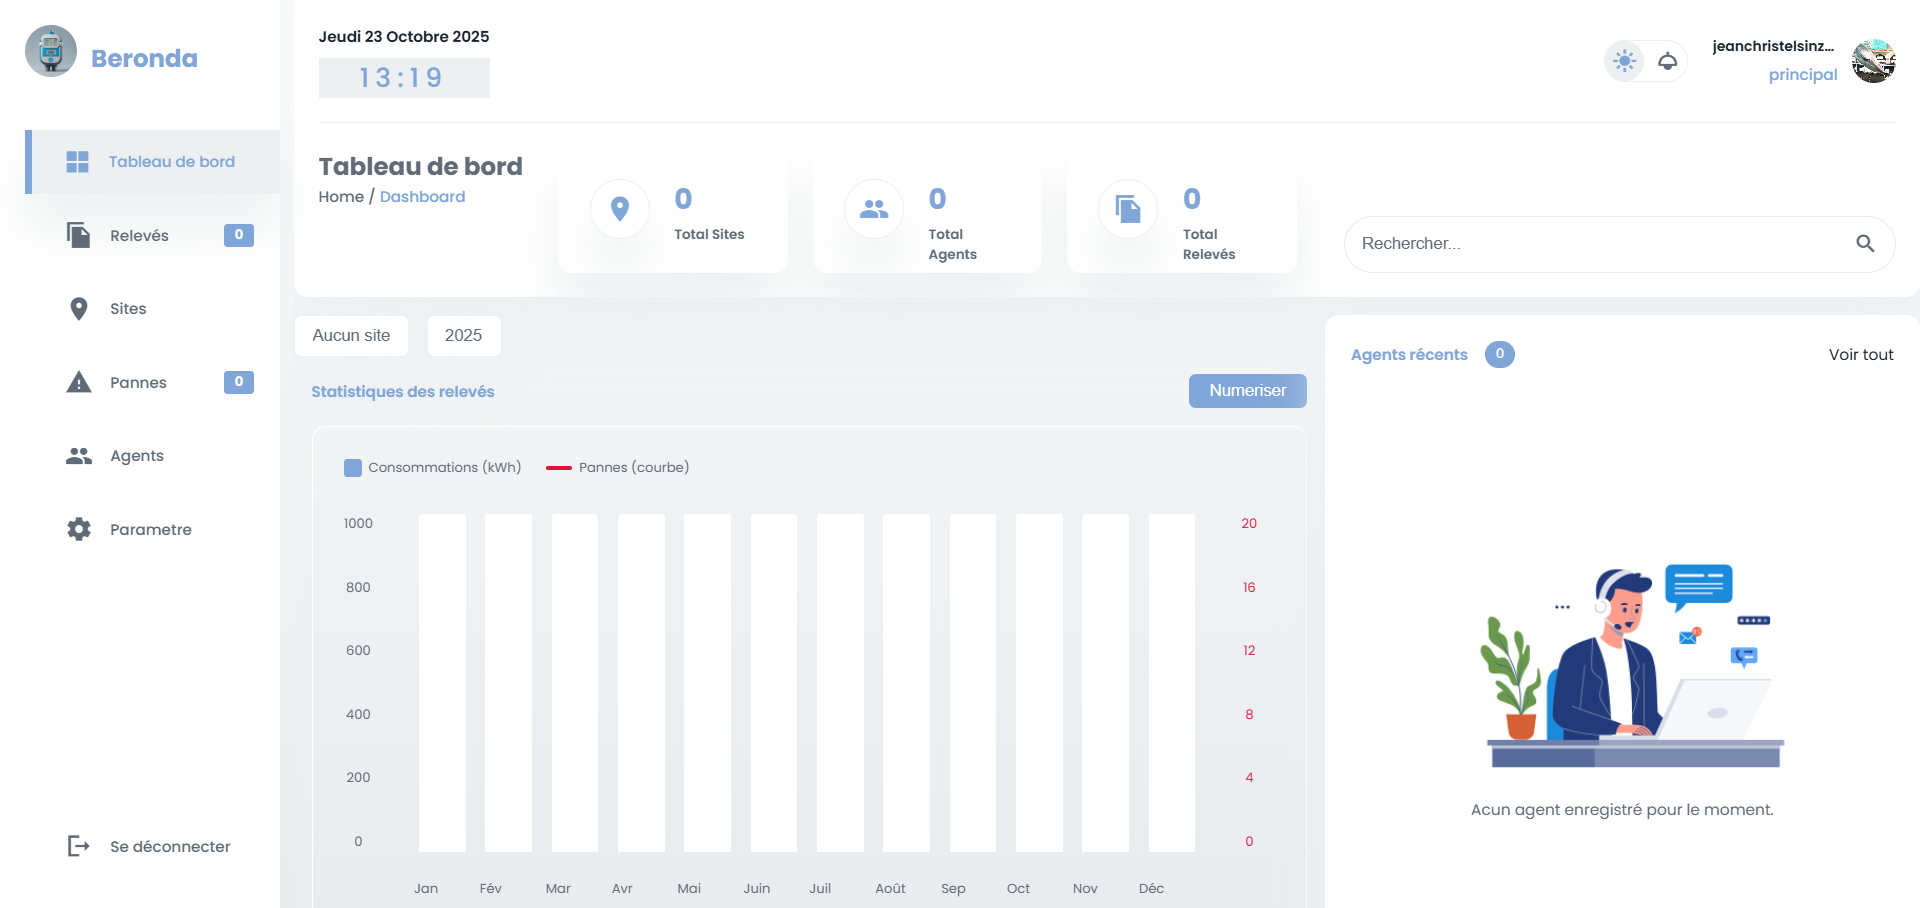 Beronda
Tableau de bord
Relevés
0
Sites
Pannes
0
Agents
Parametre
Se déconnecter
Jeudi 23 Octobre 2025
13:19
jeanchristelsinz...
principal
Tableau de bord
Home / Dashboard
0
Total Sites
0
Total
Agents
0
Total
Relevés
Rechercher...
Aucun site
2025
Statistiques des relevés
Numeriser
Consommations (kWh)
Pannes (courbe)
1000
800
600
400
200
0
20
16
12
8
4
0
Jan Fév Mar Avr Mai Juin Juil Août Sep Oct Nov Déc
Agents récents
0
Voir tout
Acun agent enregistré pour le moment.